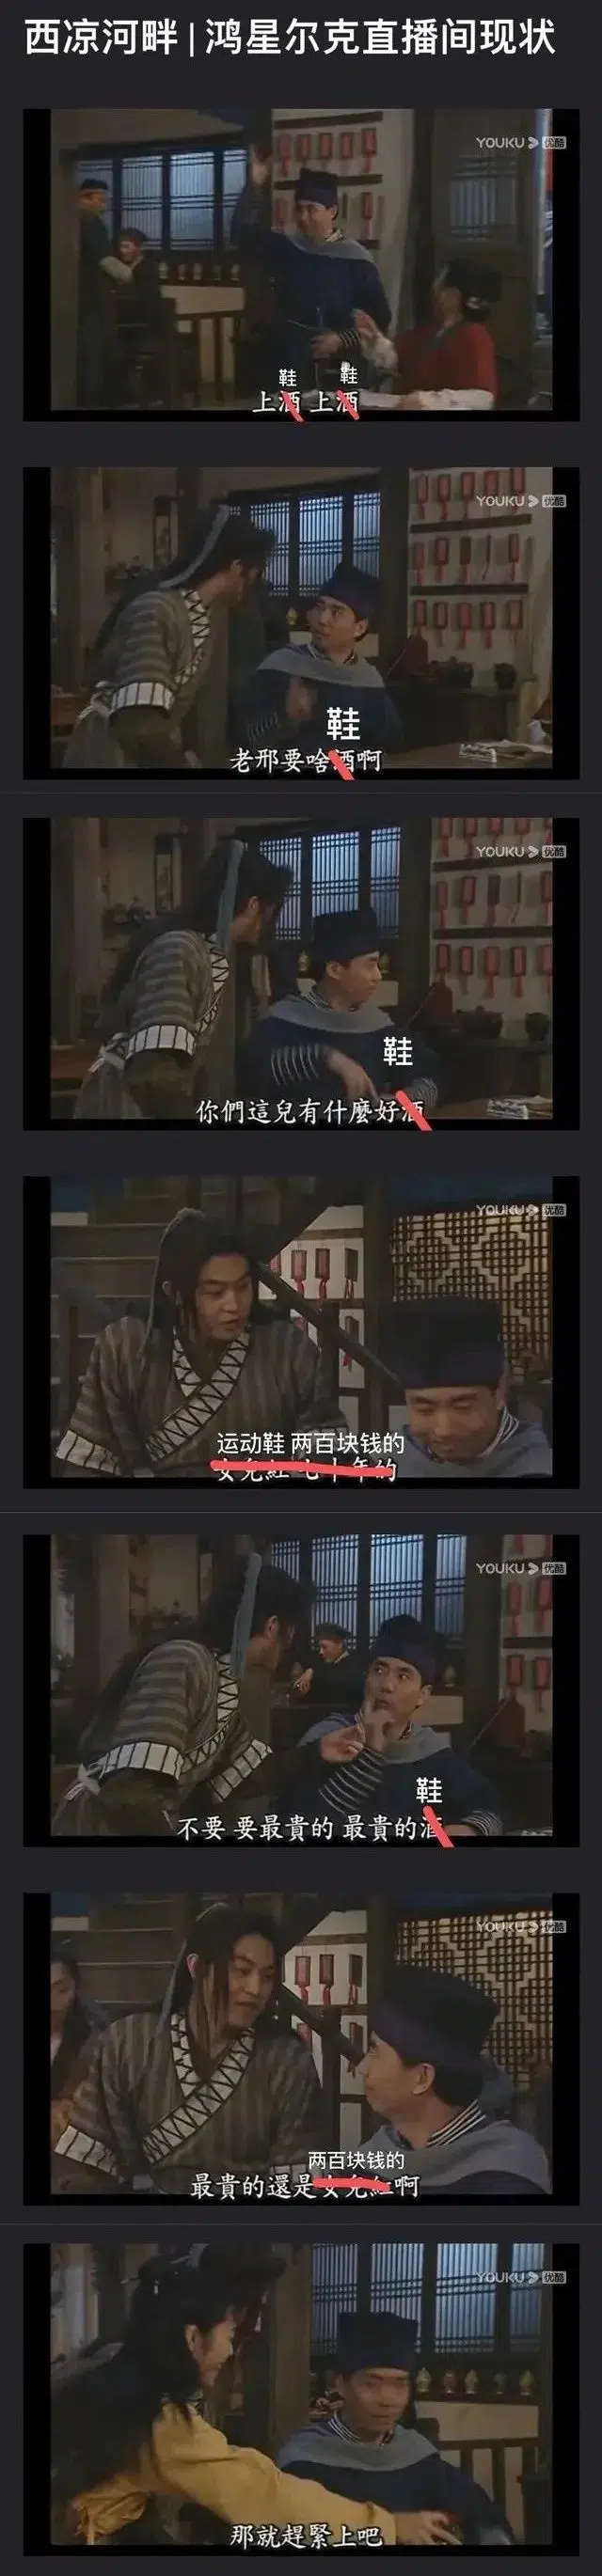 西凉河畔 | 鸿星尔克直播间现状
YOUKU 优酷
鞋 鞋
上酒 上酒
YOUKU 优酷
鞋
老邢要啥酒啊
YOUKU 优酷
鞋
你們這兒有什麼好酒
YOUKU 优酷
运动鞋 两百块钱的
女兒紅 七十年的
YOUKU 优酷
鞋
不要 要最貴的 最貴的酒
YOUKU 优酷
两百块钱的
最貴的還是女兒紅啊
YOUKU 优酷
那就趕緊上吧